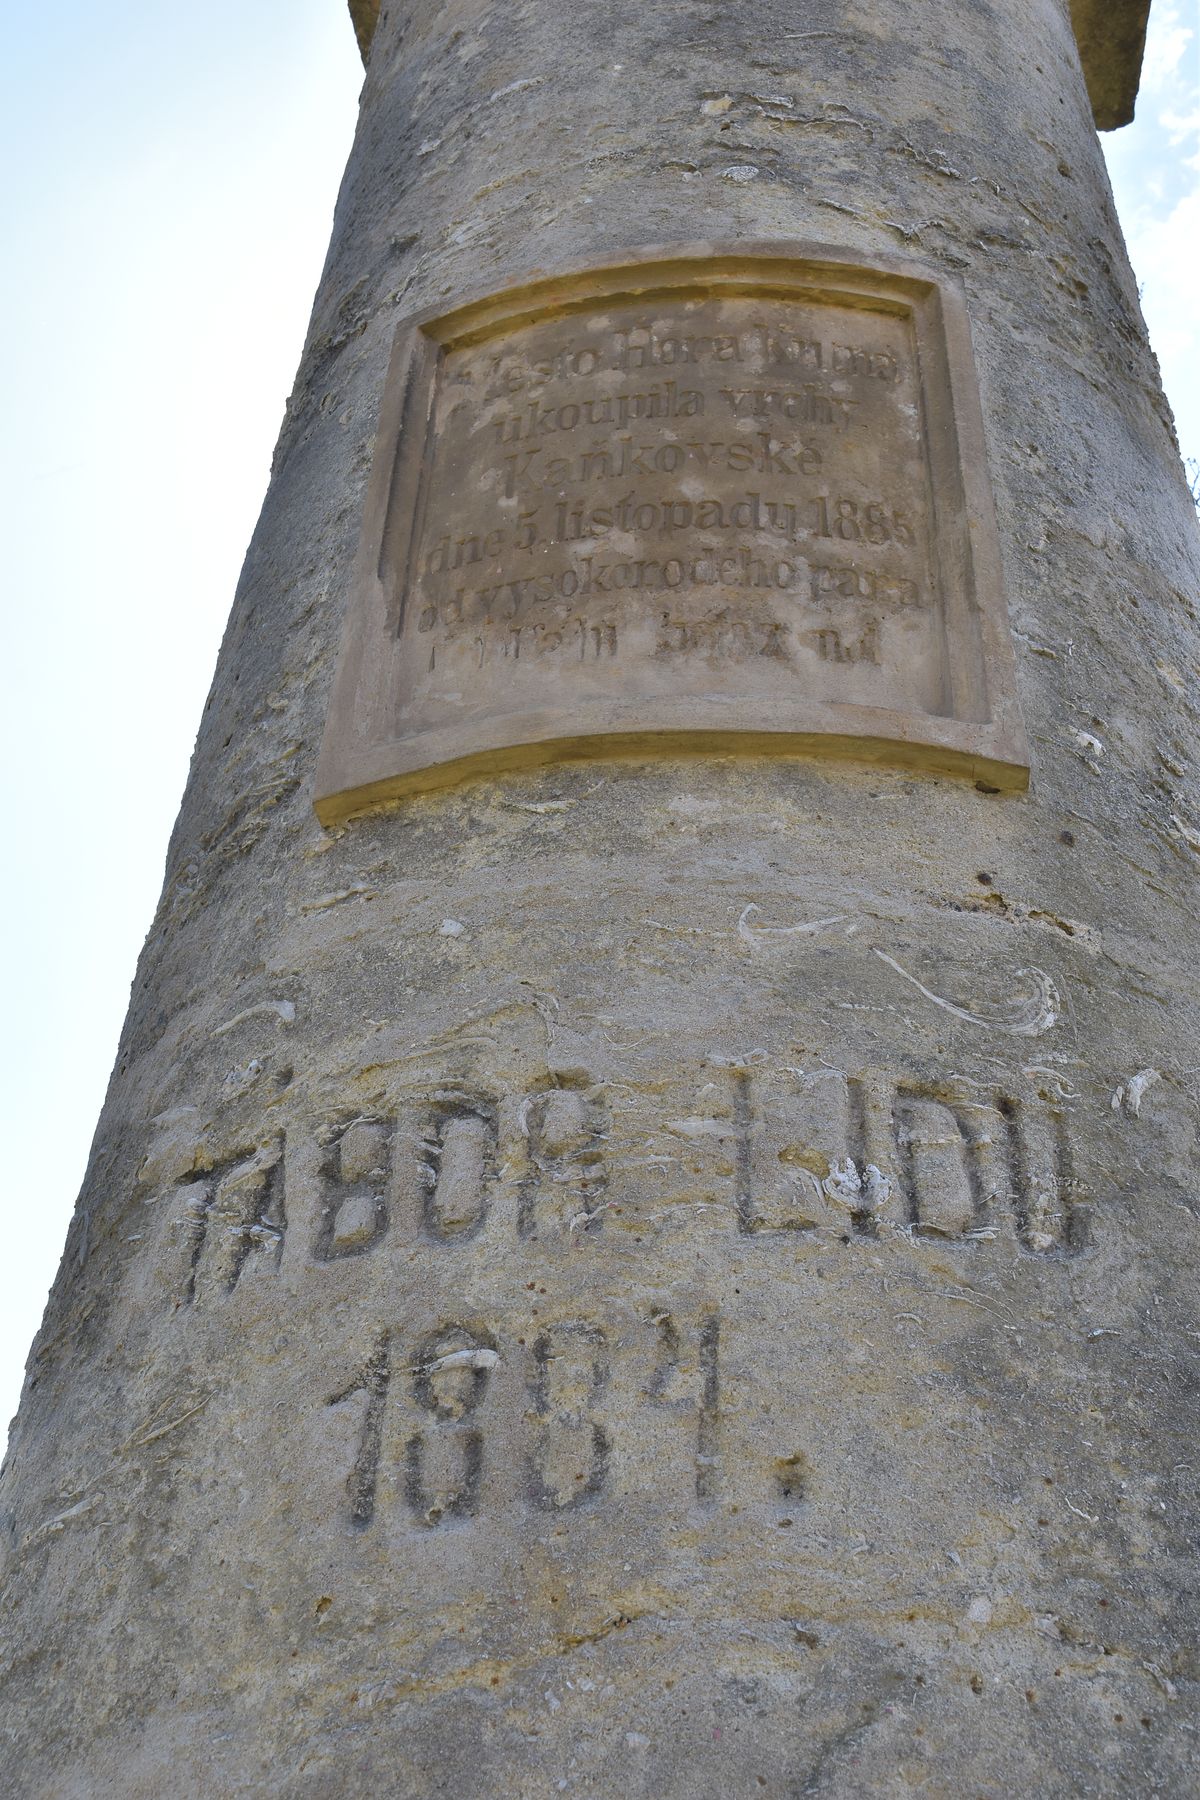 Město Hora Kutná
ukoupila vrchy
Kaňkovské
dne 5. listopadu 1885
od vysokorodého pana
TÁBOR LIDU
1884.